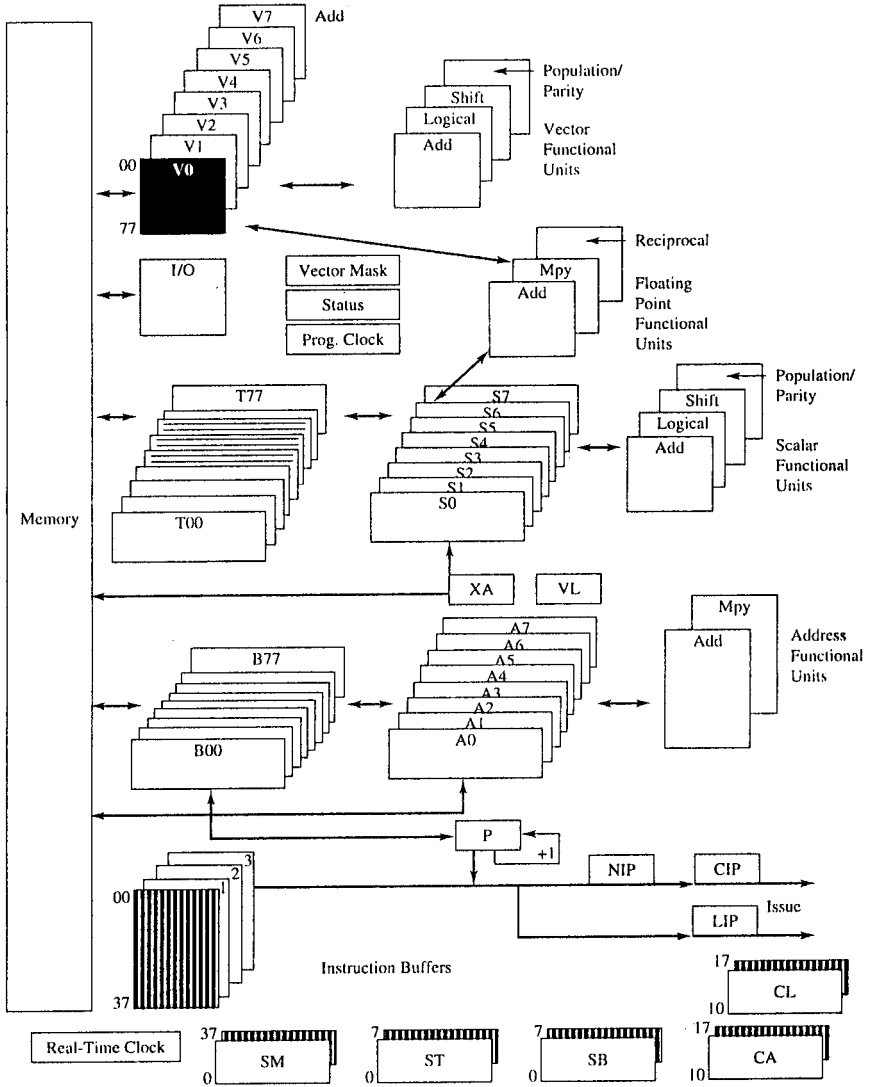 V7
Add
V6
V5
V4
V3
V2
V1
00
V0
77
Population/
Parity
Shift
Logical
Add
Vector
Functional
Units
I/O
Vector Mask
Status
Prog. Clock
Reciprocal
Mpy
Add
Floating
Point
Functional
Units
T77
T00
S7
S6
S5
S4
S3
S2
S1
S0
Population/
Parity
Shift
Logical
Add
Scalar
Functional
Units
Memory
XA
VL
B77
B00
A7
A6
A5
A4
A3
A2
A1
A0
Mpy
Add
Address
Functional
Units
P
+1
3
2
1
00
37
NIP
CIP
LIP
Issue
Instruction Buffers
17
10
CL
Real-Time Clock
37
0
SM
7
0
ST
7
0
SB
17
10
CA